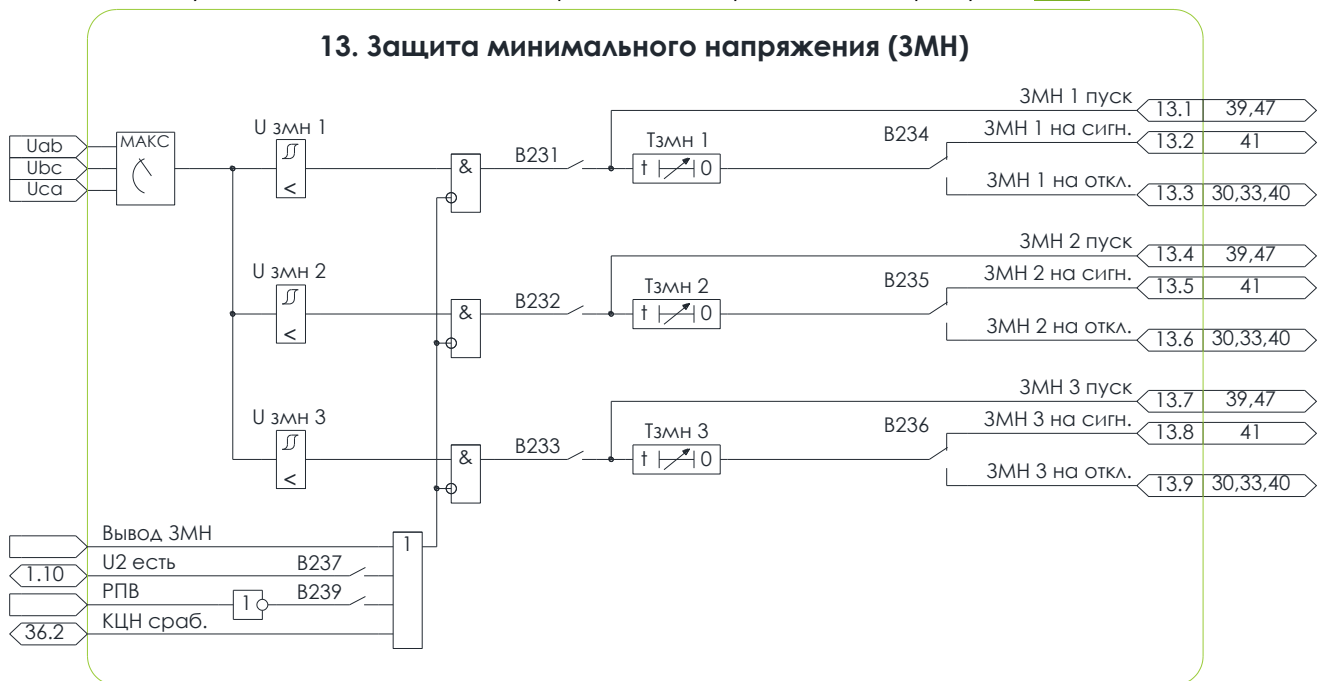 13. Защита минимального напряжения (ЗМН)
ЗМН 1 пуск
13.1 39,47
Uab
Ubc
Uca
МАКС
U змн 1
<
&
В231
Тзмн 1
t 0
В234
ЗМН 1 на сигн.
13.2 41
ЗМН 1 на откл.
13.3 30,33,40
ЗМН 2 пуск
13.4 39,47
U змн 2
<
&
В232
Тзмн 2
t 0
В235
ЗМН 2 на сигн.
13.5 41
ЗМН 2 на откл.
13.6 30,33,40
ЗМН 3 пуск
13.7 39,47
U змн 3
<
&
В233
Тзмн 3
t 0
В236
ЗМН 3 на сигн.
13.8 41
ЗМН 3 на откл.
13.9 30,33,40
Вывод ЗМН
1
1.10 U2 есть В237
РПВ 1 В239
36.2 КЦН сраб.